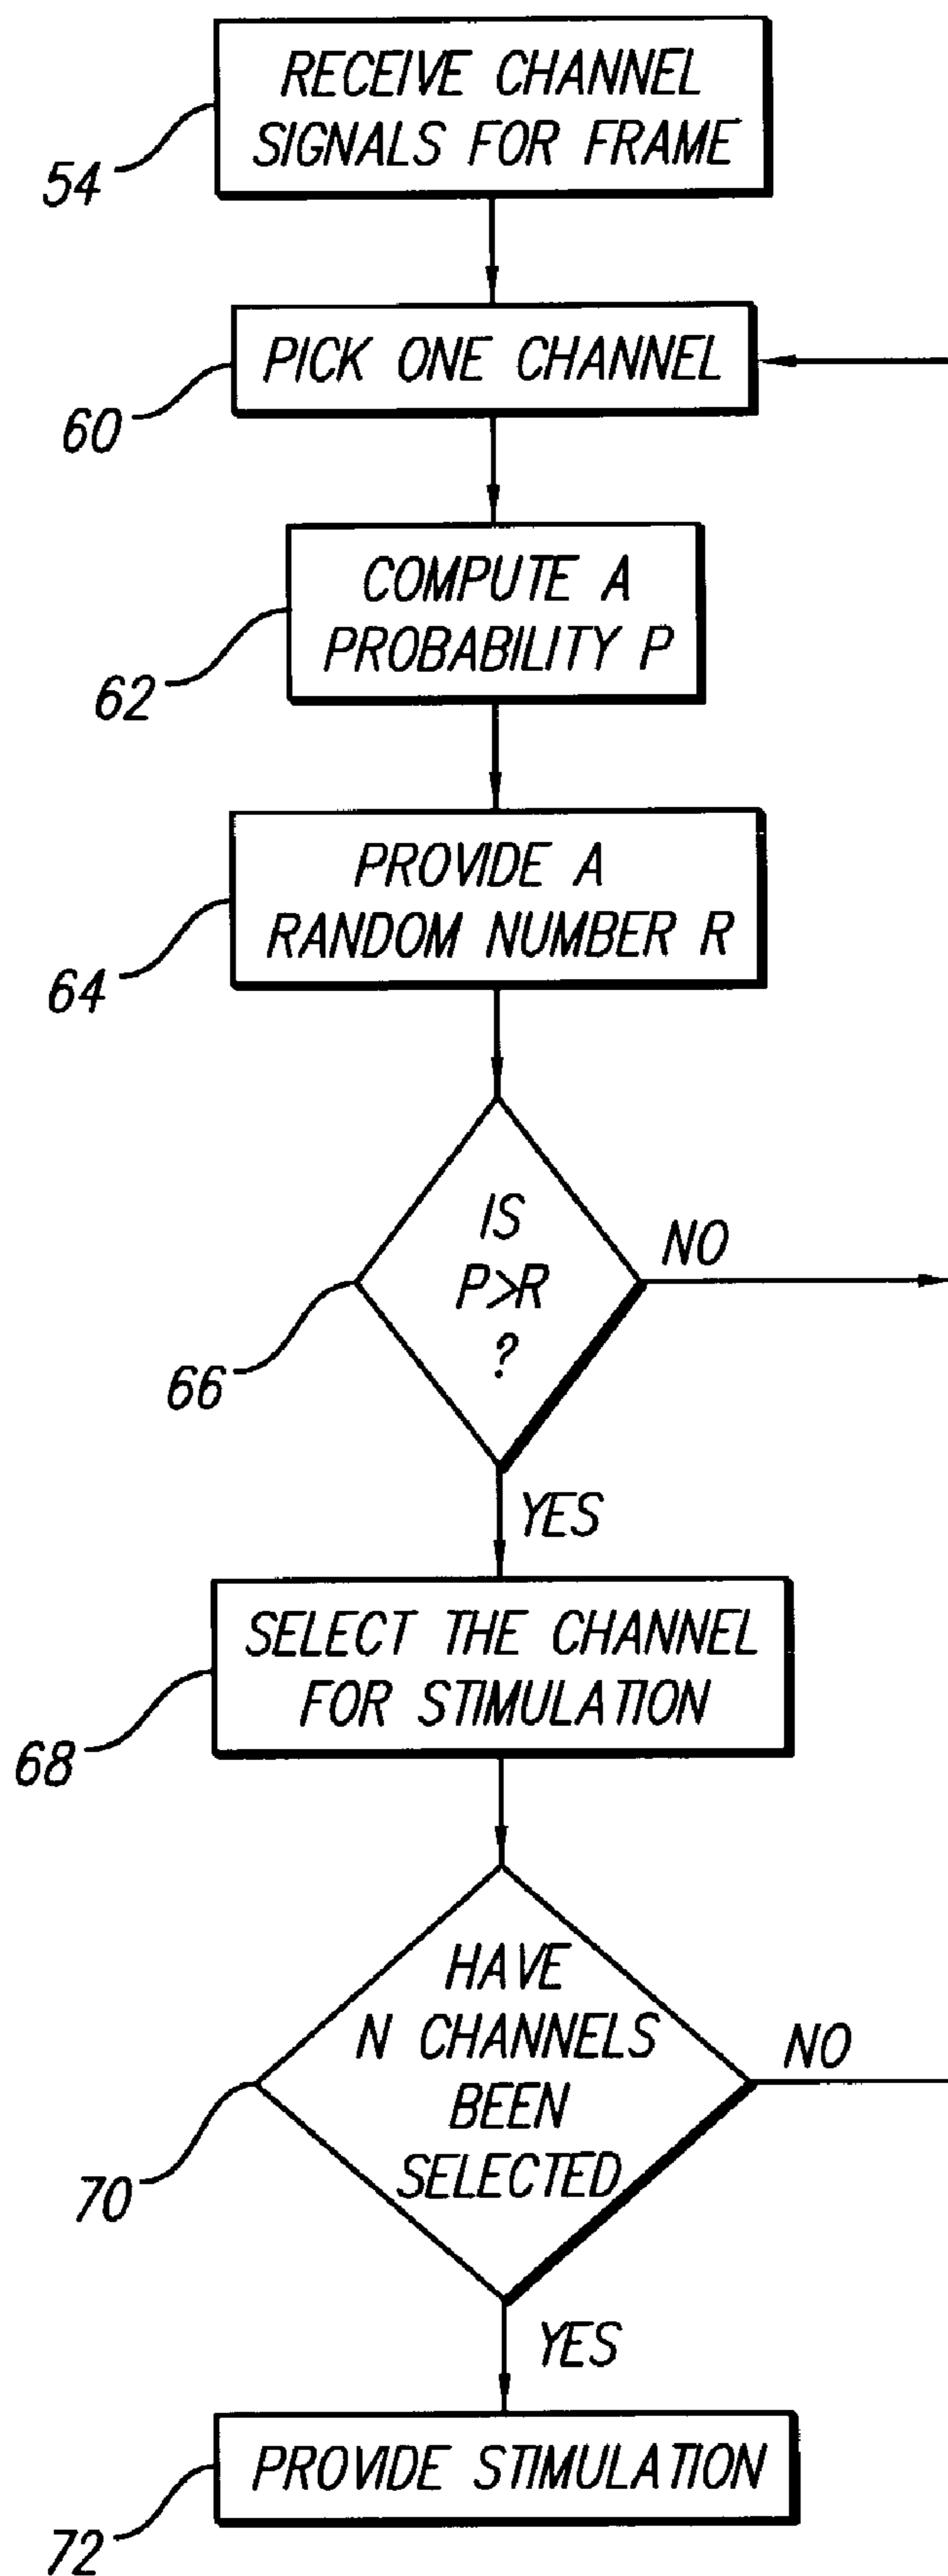 RECEIVE CHANNEL
SIGNALS FOR FRAME
54
PICK ONE CHANNEL
60
COMPUTE A
PROBABILITY P
62
PROVIDE A
RANDOM NUMBER R
64
IS
P>R
?
NO
66
YES
SELECT THE CHANNEL
FOR STIMULATION
68
HAVE
N CHANNELS
BEEN
SELECTED
NO
70
YES
PROVIDE STIMULATION
72